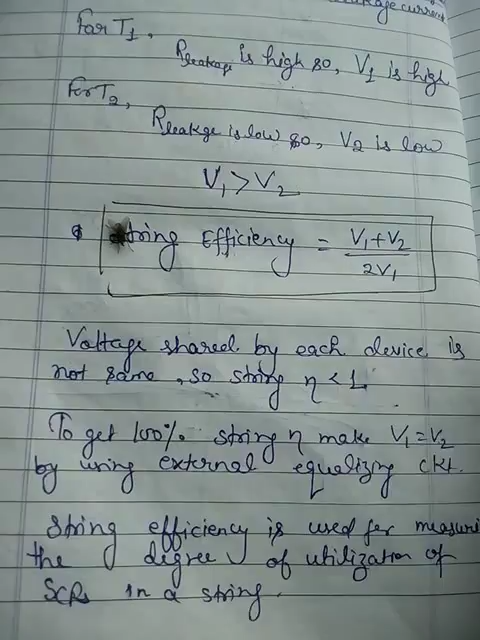 leakage current
For T1,
Rleakage is high so, V1 is high
For T2,
Rleakge is low so, V2 is low
V1 > V2
String Efficiency = V1+V2 / 2V1
Voltage shared by each device is
not same, so string η < 1.
To get 100% string η make V1 = V2
by using external equalizing ckt.
String efficiency is used for measuri
the degree of utilization of
SCRs in a string.